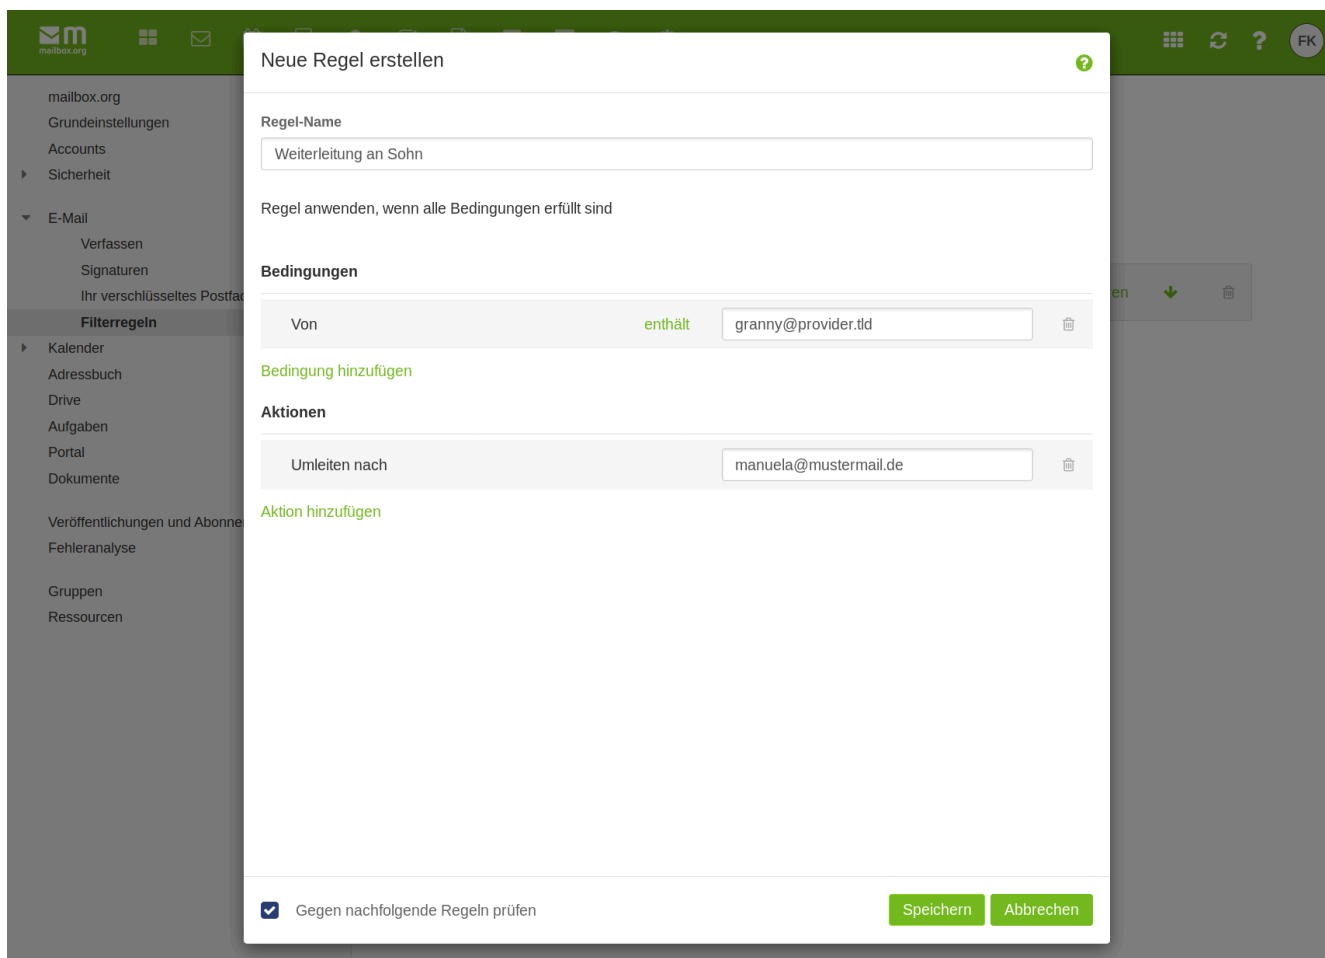 mailbox.org
FK
Neue Regel erstellen
Regel-Name
Weiterleitung an Sohn
Regel anwenden, wenn alle Bedingungen erfüllt sind
Bedingungen
Von enthält granny@provider.tld
Bedingung hinzufügen
Aktionen
Umleiten nach manuela@mustermail.de
Aktion hinzufügen
Gegen nachfolgende Regeln prüfen
Speichern Abbrechen
mailbox.org
Grundeinstellungen
Accounts
Sicherheit
E-Mail
Verfassen
Signaturen
Ihr verschlüsseltes Postfac
Filterregeln
Kalender
Adressbuch
Drive
Aufgaben
Portal
Dokumente
Veröffentlichungen und Abonne
Fehleranalyse
Gruppen
Ressourcen
en